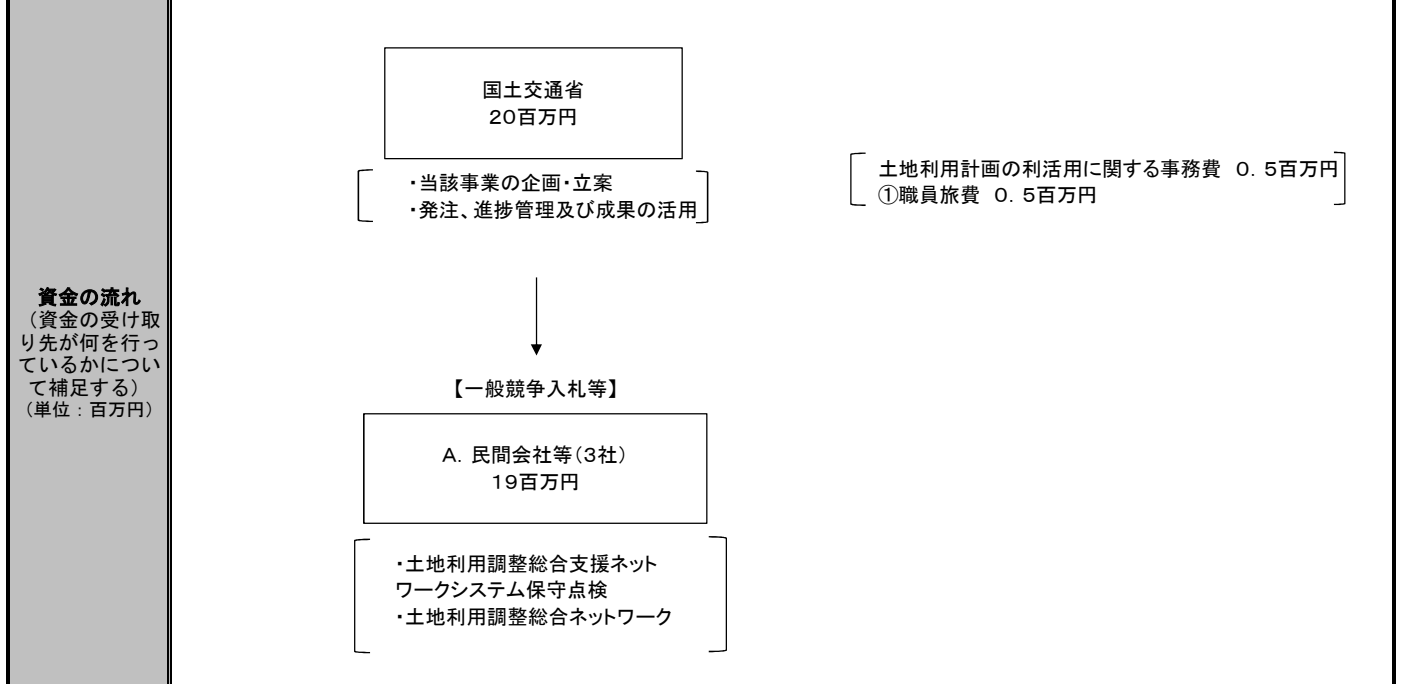 資金の流れ
（資金の受け取
り先が何を行っ
ているかについ
て補足する）
（単位：百万円）
国土交通省
２０百万円
・当該事業の企画・立案
・発注、進捗管理及び成果の活用
土地利用計画の利活用に関する事務費　０．５百万円
①職員旅費　０．５百万円
【一般競争入札等】
Ａ．民間会社等（３社）
１９百万円
・土地利用調整総合支援ネット
ワークシステム保守点検
・土地利用調整総合ネットワーク